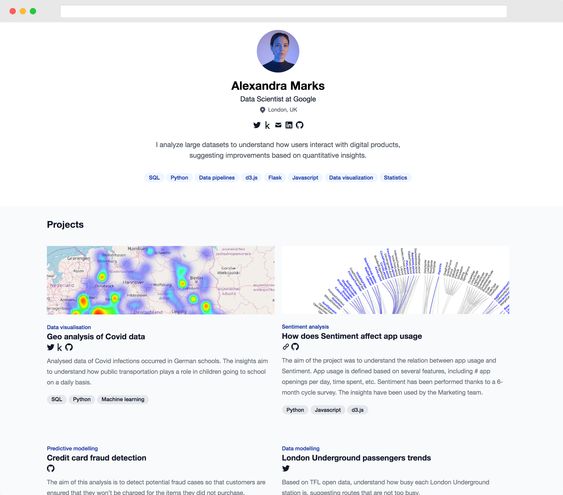 Alexandra Marks
Data Scientist at Google
London, UK
I analyze large datasets to understand how users interact with digital products,
suggesting improvements based on quantitative insights.
SQL Python Data pipelines d3.js Flask Javascript Data visualization Statistics
Projects
Data visualisation
Geo analysis of Covid data
Analysed data of Covid infections occurred in German schools. The insights aim
to understand how public transportation plays a role in children going to school
on a daily basis.
SQL Python Machine learning
Sentiment analysis
How does Sentiment affect app usage
The aim of the project was to understand the relation between app usage and
Sentiment. App usage is defined based on several features, including # app
openings per day, time spent, etc. Sentiment has been performed thanks to a 6-
month cycle survey. The insights have been used by the Marketing team.
Python Javascript d3.js
Predictive modelling
Credit card fraud detection
The aim of this analysis is to detect potential fraud cases so that customers are
ensured that they won't be charged for the items they did not purchase.
Data modelling
London Underground passengers trends
Based on TFL open data, understand how busy each London Underground
station is, suggesting routes that are not too busy.